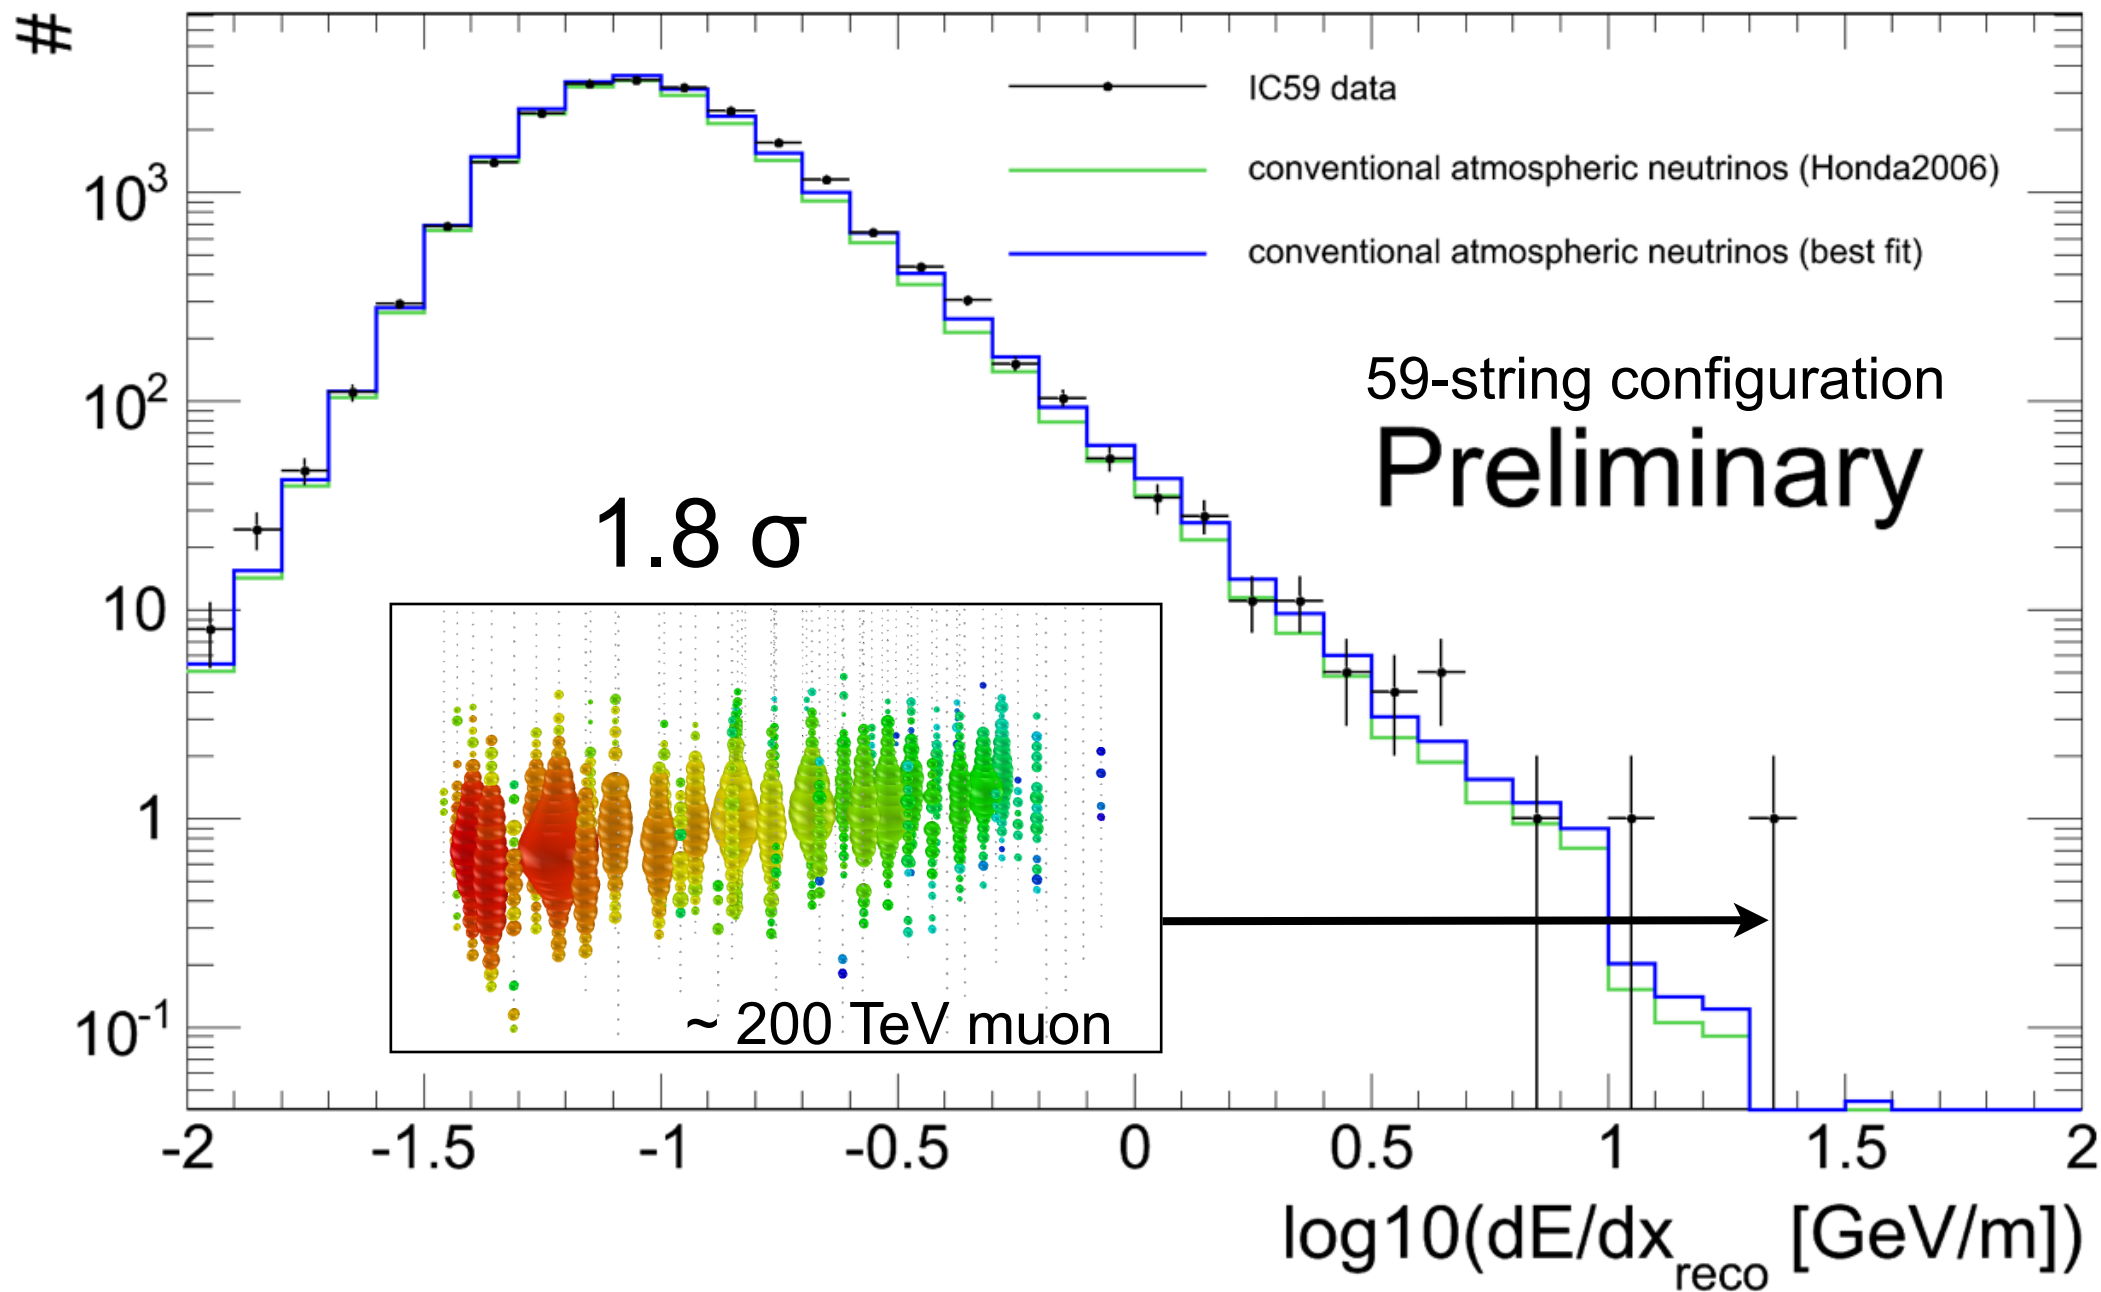 #
IC59 data
conventional atmospheric neutrinos (Honda2006)
conventional atmospheric neutrinos (best fit)
59-string configuration
Preliminary
1.8 σ
~ 200 TeV muon
10³
10²
10
1
10⁻¹
-2 -1.5 -1 -0.5 0 0.5 1 1.5 2
log10(dE/dx_reco [GeV/m])